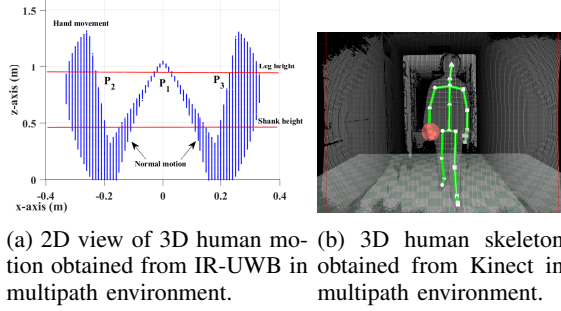 Hand movement
1.5
1
0.5
0
z-axis (m)
Leg height
P2
P1
P3
Shank height
Normal motion
-0.4
-0.2
0
0.2
0.4
x-axis (m)
(a) 2D view of 3D human mo-
tion obtained from IR-UWB in
multipath environment.
(b) 3D human skeleton
obtained from Kinect in
multipath environment.